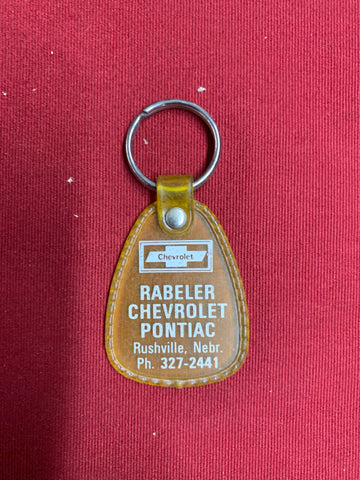 Chevrolet
RABELER
CHEVROLET
PONTIAC
Rushville, Nebr.
Ph. 327-2441